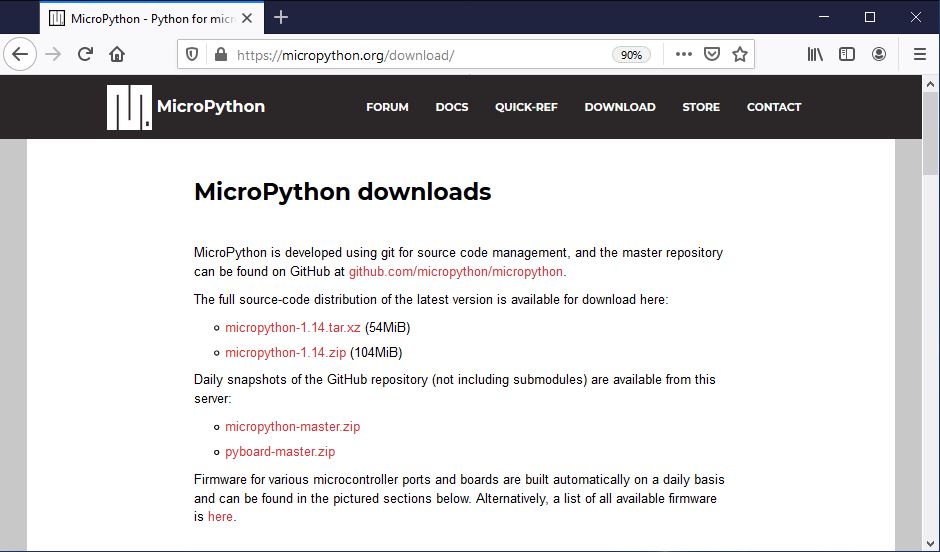 MicroPython - Python for micr
https://micropython.org/download/
90%
MicroPython
FORUM DOCS QUICK-REF DOWNLOAD STORE CONTACT
MicroPython downloads
MicroPython is developed using git for source code management, and the master repository
can be found on GitHub at github.com/micropython/micropython.
The full source-code distribution of the latest version is available for download here:
micropython-1.14.tar.xz (54MiB)
micropython-1.14.zip (104MiB)
Daily snapshots of the GitHub repository (not including submodules) are available from this
server:
micropython-master.zip
pyboard-master.zip
Firmware for various microcontroller ports and boards are built automatically on a daily basis
and can be found in the pictured sections below. Alternatively, a list of all available firmware
is here.